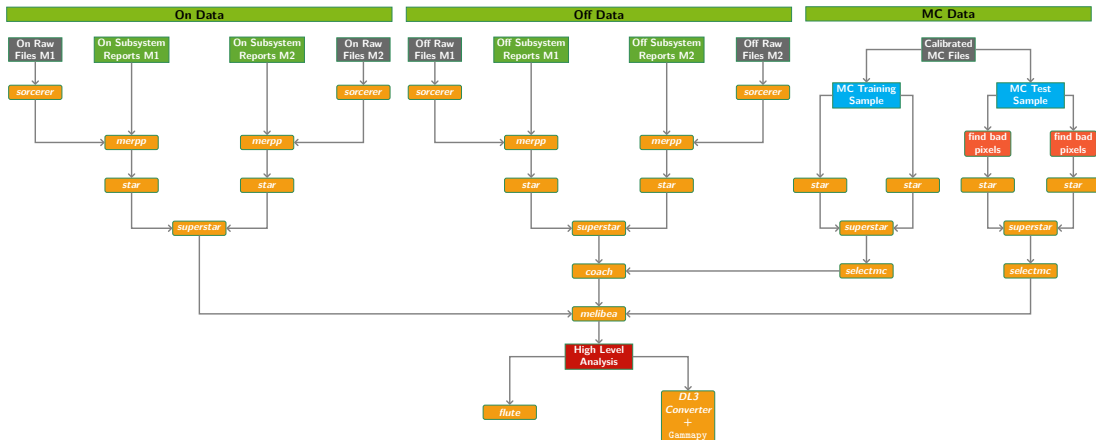 On Data
Off Data
MC Data
On Raw
Files M1
On Subsystem
Reports M1
On Subsystem
Reports M2
On Raw
Files M2
Off Raw
Files M1
Off Subsystem
Reports M1
Off Subsystem
Reports M2
Off Raw
Files M2
Calibrated
MC Files
sorcerer
sorcerer
sorcerer
sorcerer
MC Training
Sample
MC Test
Sample
merpp
merpp
merpp
merpp
find bad
pixels
find bad
pixels
star
star
star
star
star
star
star
star
superstar
superstar
superstar
superstar
coach
selectmc
selectmc
melibea
High Level
Analysis
flute
DL3
Converter
+
Gammapy